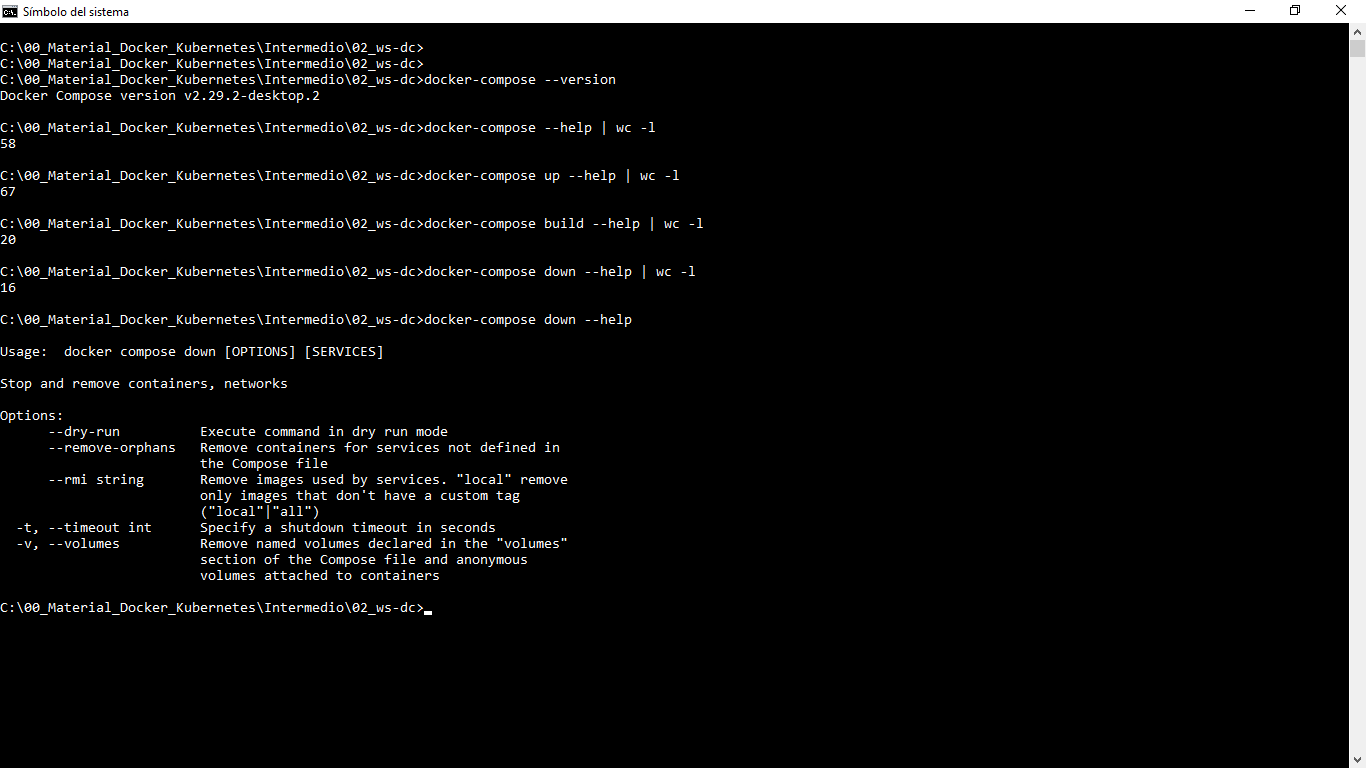 Símbolo del sistema
C:\00_Material_Docker_Kubernetes\Intermedio\02_ws-dc>
C:\00_Material_Docker_Kubernetes\Intermedio\02_ws-dc>
C:\00_Material_Docker_Kubernetes\Intermedio\02_ws-dc>docker-compose --version
Docker Compose version v2.29.2-desktop.2

C:\00_Material_Docker_Kubernetes\Intermedio\02_ws-dc>docker-compose --help | wc -l
58

C:\00_Material_Docker_Kubernetes\Intermedio\02_ws-dc>docker-compose up --help | wc -l
67

C:\00_Material_Docker_Kubernetes\Intermedio\02_ws-dc>docker-compose build --help | wc -l
20

C:\00_Material_Docker_Kubernetes\Intermedio\02_ws-dc>docker-compose down --help | wc -l
16

C:\00_Material_Docker_Kubernetes\Intermedio\02_ws-dc>docker-compose down --help

Usage:  docker compose down [OPTIONS] [SERVICES]

Stop and remove containers, networks

Options:
      --dry-run          Execute command in dry run mode
      --remove-orphans   Remove containers for services not defined in
                         the Compose file
      --rmi string       Remove images used by services. "local" remove
                         only images that don't have a custom tag
                         ("local"|"all")
  -t, --timeout int      Specify a shutdown timeout in seconds
  -v, --volumes          Remove named volumes declared in the "volumes"
                         section of the Compose file and anonymous
                         volumes attached to containers

C:\00_Material_Docker_Kubernetes\Intermedio\02_ws-dc>